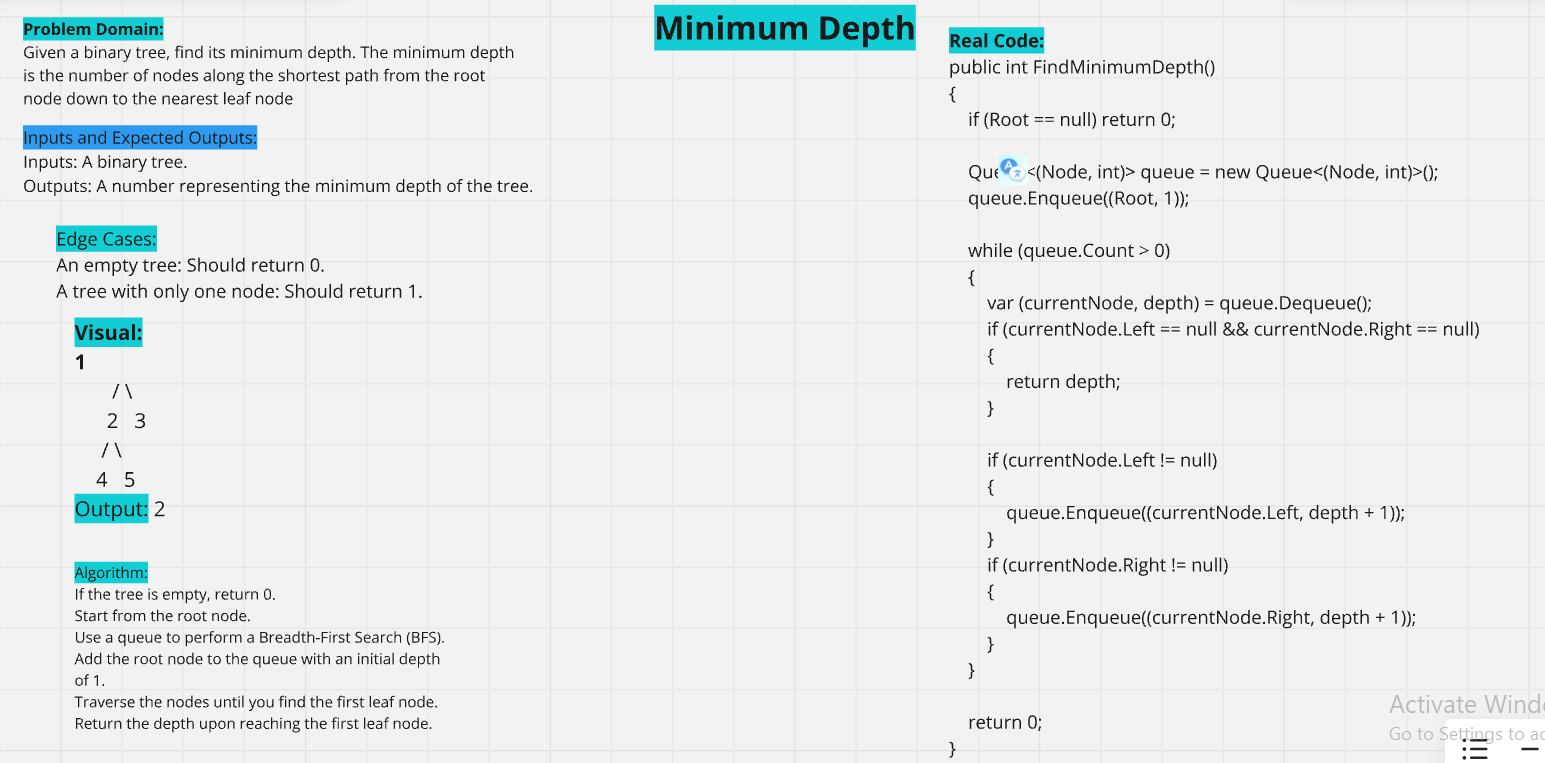 Minimum Depth
Problem Domain:
Given a binary tree, find its minimum depth. The minimum depth
is the number of nodes along the shortest path from the root
node down to the nearest leaf node
Inputs and Expected Outputs:
Inputs: A binary tree.
Outputs: A number representing the minimum depth of the tree.
Edge Cases:
An empty tree: Should return 0.
A tree with only one node: Should return 1.
Visual:
1
/ \
2 3
/ \
4 5
Output: 2
Algorithm:
If the tree is empty, return 0.
Start from the root node.
Use a queue to perform a Breadth-First Search (BFS).
Add the root node to the queue with an initial depth
of 1.
Traverse the nodes until you find the first leaf node.
Return the depth upon reaching the first leaf node.
Real Code:
public int FindMinimumDepth()
{
if (Root == null) return 0;
Que <(Node, int)> queue = new Queue<(Node, int)>();
queue.Enqueue((Root, 1));
while (queue.Count > 0)
{
var (currentNode, depth) = queue.Dequeue();
if (currentNode.Left == null && currentNode.Right == null)
{
return depth;
}
if (currentNode.Left != null)
{
queue.Enqueue((currentNode.Left, depth + 1));
}
if (currentNode.Right != null)
{
queue.Enqueue((currentNode.Right, depth + 1));
}
}
return 0;
}
Activate Wind
Go to Settings to ac